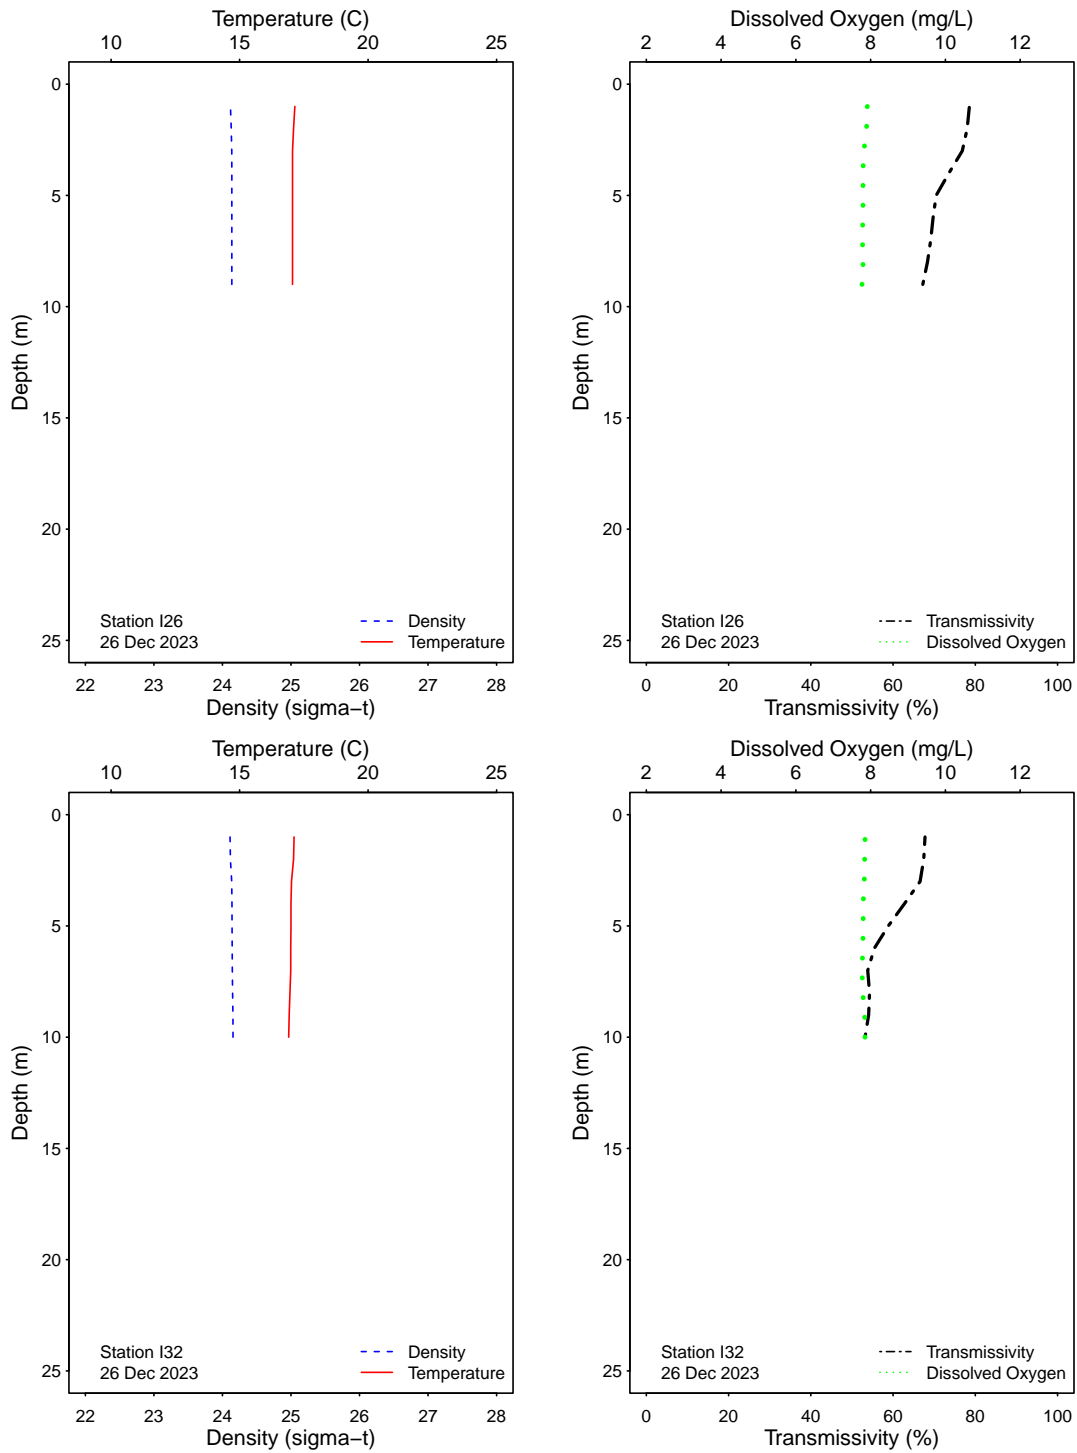 Temperature (C)
10 15 20 25
0
5
10
15
20
25
Depth (m)
Station I26
26 Dec 2023
Density
Temperature
22 23 24 25 26 27 28
Density (sigma−t)
Dissolved Oxygen (mg/L)
2 4 6 8 10 12
0
5
10
15
20
25
Depth (m)
Station I26
26 Dec 2023
Transmissivity
Dissolved Oxygen
0 20 40 60 80 100
Transmissivity (%)
Temperature (C)
10 15 20 25
0
5
10
15
20
25
Depth (m)
Station I32
26 Dec 2023
Density
Temperature
22 23 24 25 26 27 28
Density (sigma−t)
Dissolved Oxygen (mg/L)
2 4 6 8 10 12
0
5
10
15
20
25
Depth (m)
Station I32
26 Dec 2023
Transmissivity
Dissolved Oxygen
0 20 40 60 80 100
Transmissivity (%)